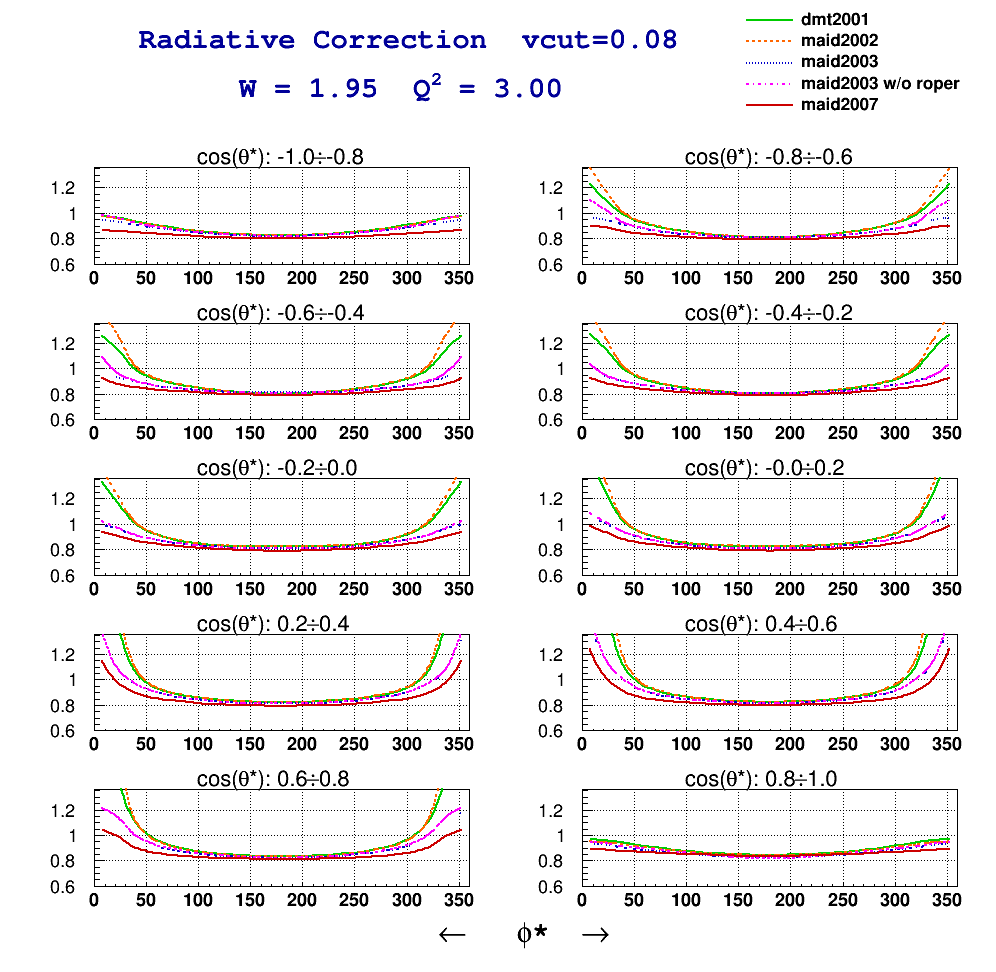 Radiative Correction  vcut=0.08
W = 1.95  Q² = 3.00
dmt2001
maid2002
maid2003
maid2003 w/o roper
maid2007
cos(θ*): -1.0÷-0.8
1.2
1
0.8
0.6
0 50 100 150 200 250 300 350
cos(θ*): -0.8÷-0.6
1.2
1
0.8
0.6
0 50 100 150 200 250 300 350
cos(θ*): -0.6÷-0.4
1.2
1
0.8
0.6
0 50 100 150 200 250 300 350
cos(θ*): -0.4÷-0.2
1.2
1
0.8
0.6
0 50 100 150 200 250 300 350
cos(θ*): -0.2÷0.0
1.2
1
0.8
0.6
0 50 100 150 200 250 300 350
cos(θ*): -0.0÷0.2
1.2
1
0.8
0.6
0 50 100 150 200 250 300 350
cos(θ*): 0.2÷0.4
1.2
1
0.8
0.6
0 50 100 150 200 250 300 350
cos(θ*): 0.4÷0.6
1.2
1
0.8
0.6
0 50 100 150 200 250 300 350
cos(θ*): 0.6÷0.8
1.2
1
0.8
0.6
0 50 100 150 200 250 300 350
cos(θ*): 0.8÷1.0
1.2
1
0.8
0.6
0 50 100 150 200 250 300 350
← ϕ* →